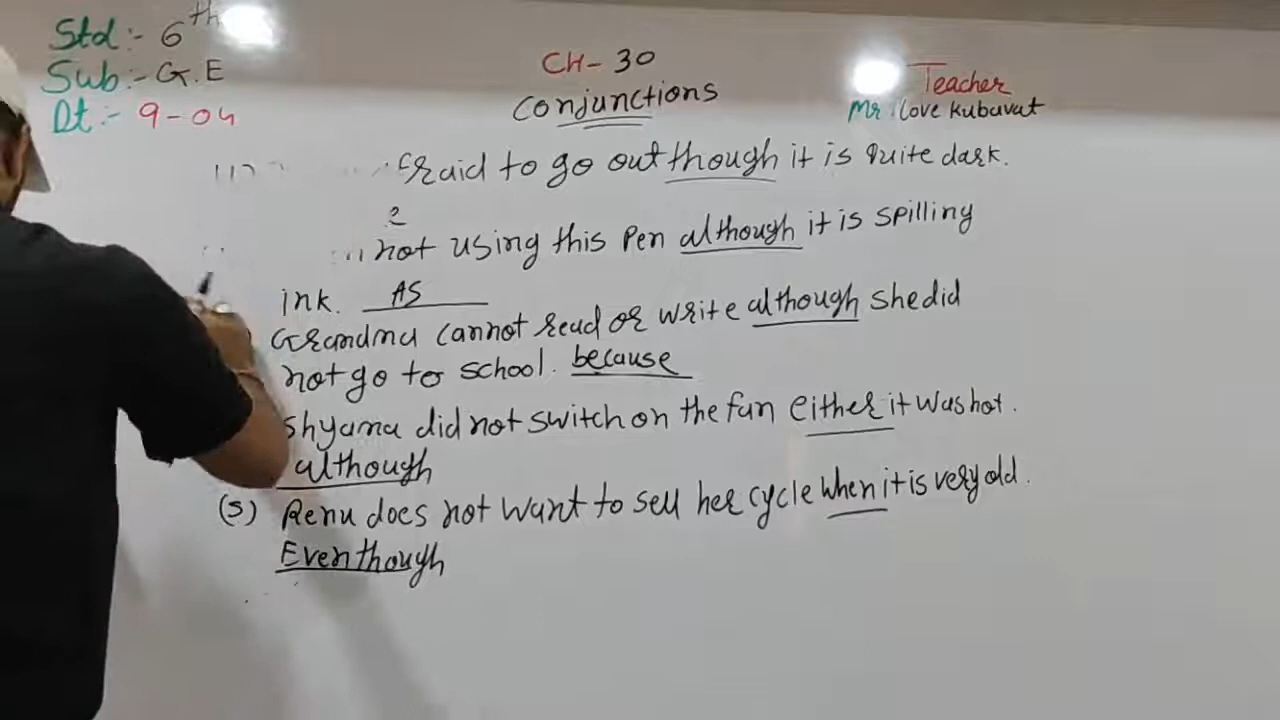 Std:- 6th
Sub:- G.E
Dt:- 9-04
CH- 30
Conjunctions
Teacher
Mr love Kubavat
to go out though it is quite dark.
not using this Pen although it is spilling
ink. AS
Grandma cannot read or write although she did
not go to school. because
Shyama did not switch on the fan either it was hot.
although
(5) Renu does not want to sell her cycle when it is very old.
Even though